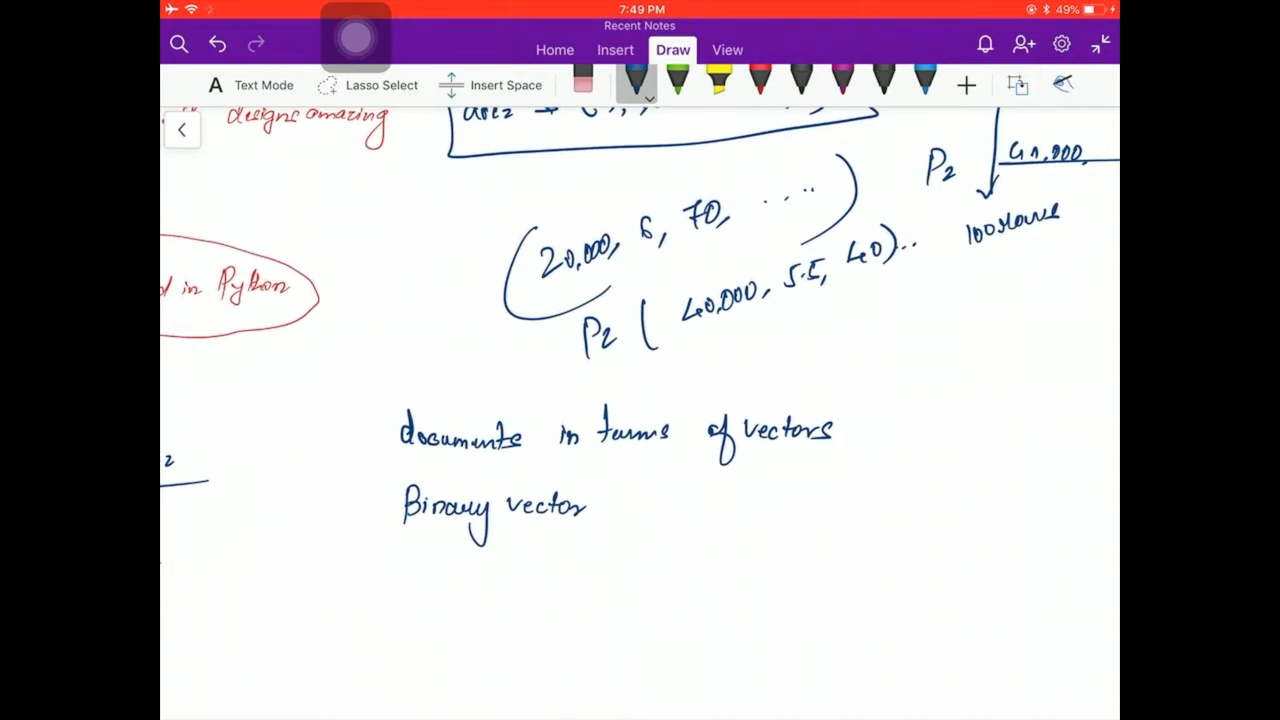 7:49 PM
49%
Recent Notes
Home Insert Draw View
A Text Mode Lasso Select Insert Space
designs amazing
P2
100 rows
(20,000, 6, 70, ....)
P2 ( 40,000, 5.5, 40)..
d in Python
documents in terms of vectors
2
Binary vector